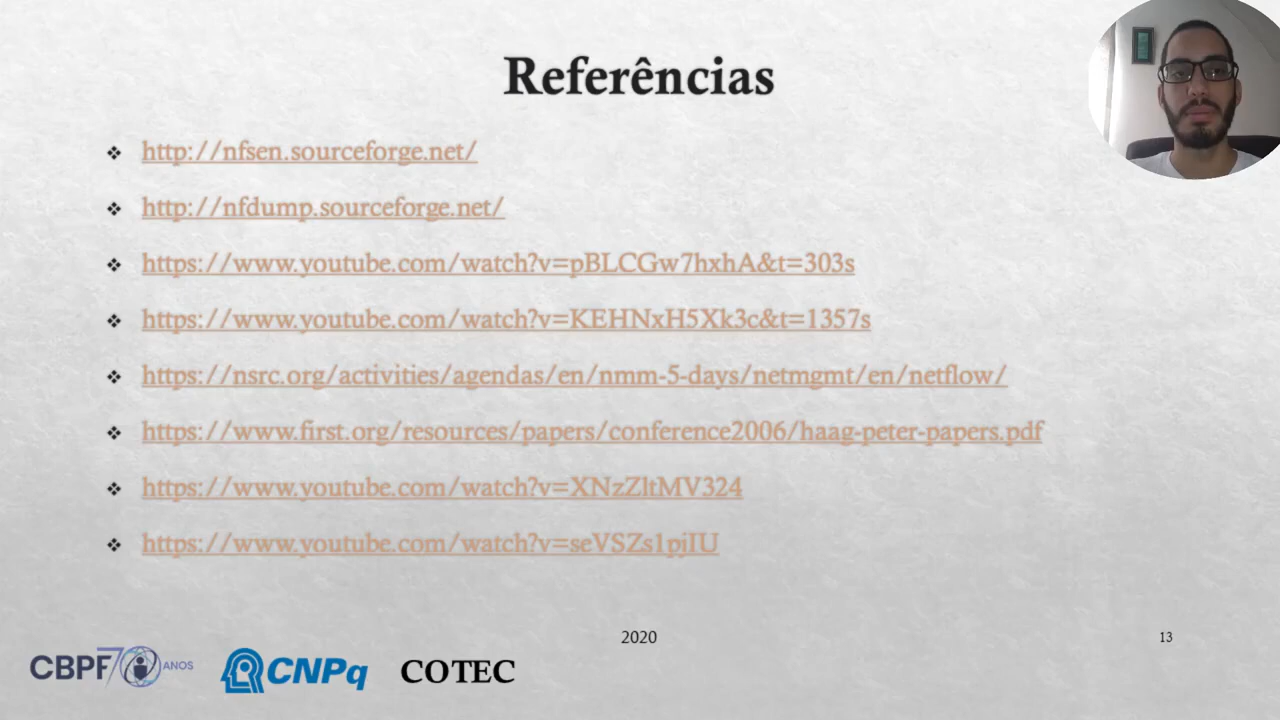 Referências
http://nfsen.sourceforge.net/
http://nfdump.sourceforge.net/
https://www.youtube.com/watch?v=pBLCGw7hxhA&t=303s
https://www.youtube.com/watch?v=KEHNxH5Xk3c&t=1357s
https://nsrc.org/activities/agendas/en/nmm-5-days/netmgmt/en/netflow/
https://www.first.org/resources/papers/conference2006/haag-peter-papers.pdf
https://www.youtube.com/watch?v=XNzZltMV324
https://www.youtube.com/watch?v=seVSZs1pjIU
2020
13
CBPF 70 ANOS
CNPq
COTEC